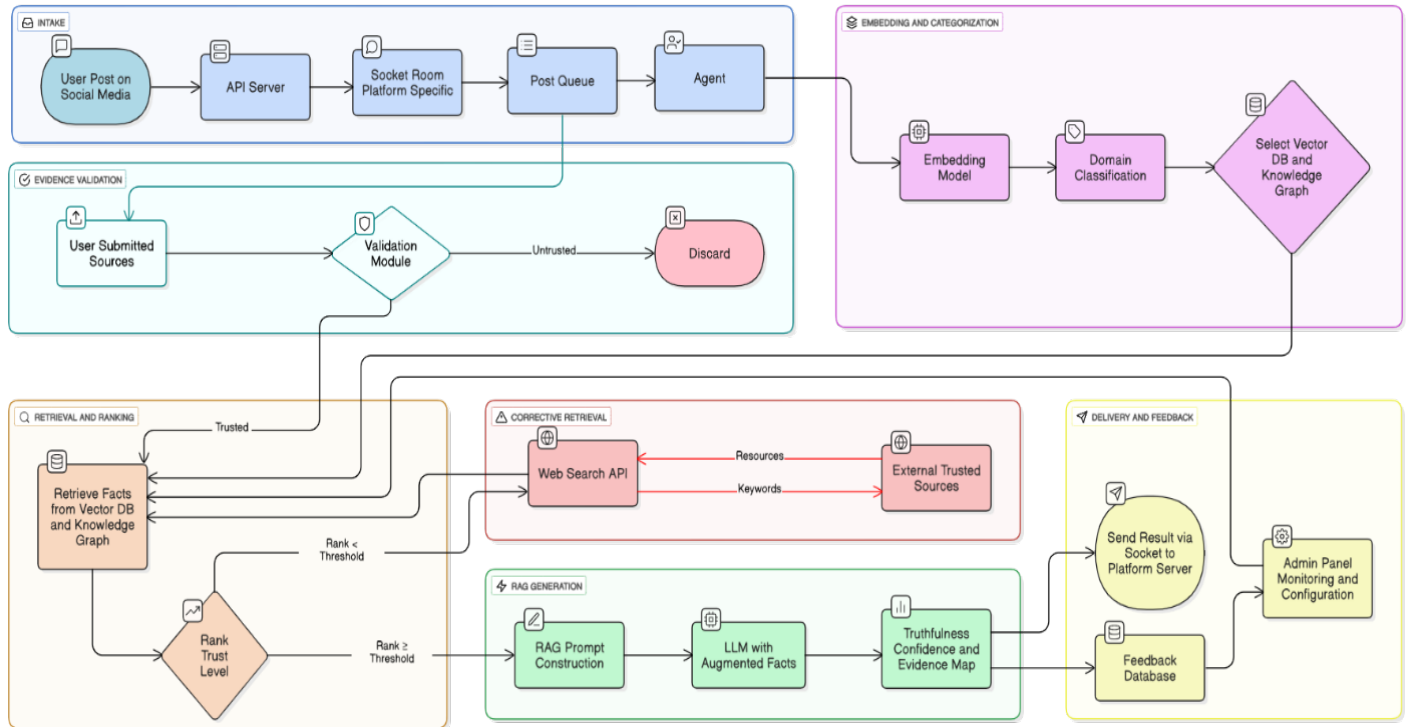 INTAKE
User Post on
Social Media
API Server
Socket Room
Platform Specific
Post Queue
Agent
EMBEDDING AND CATEGORIZATION
Embedding
Model
Domain
Classification
Select Vector
DB and
Knowledge
Graph
EVIDENCE VALIDATION
User Submitted
Sources
Validation
Module
Untrusted
Discard
RETRIEVAL AND RANKING
Trusted
Retrieve Facts
from Vector DB
and Knowledge
Graph
Rank
Trust
Level
Rank <
Threshold
Rank ≥
Threshold
CORRECTIVE RETRIEVAL
Web Search API
Resources
Keywords
External Trusted
Sources
RAG GENERATION
RAG Prompt
Construction
LLM with
Augmented Facts
Truthfulness
Confidence and
Evidence Map
DELIVERY AND FEEDBACK
Send Result via
Socket to
Platform Server
Feedback
Database
Admin Panel
Monitoring and
Configuration